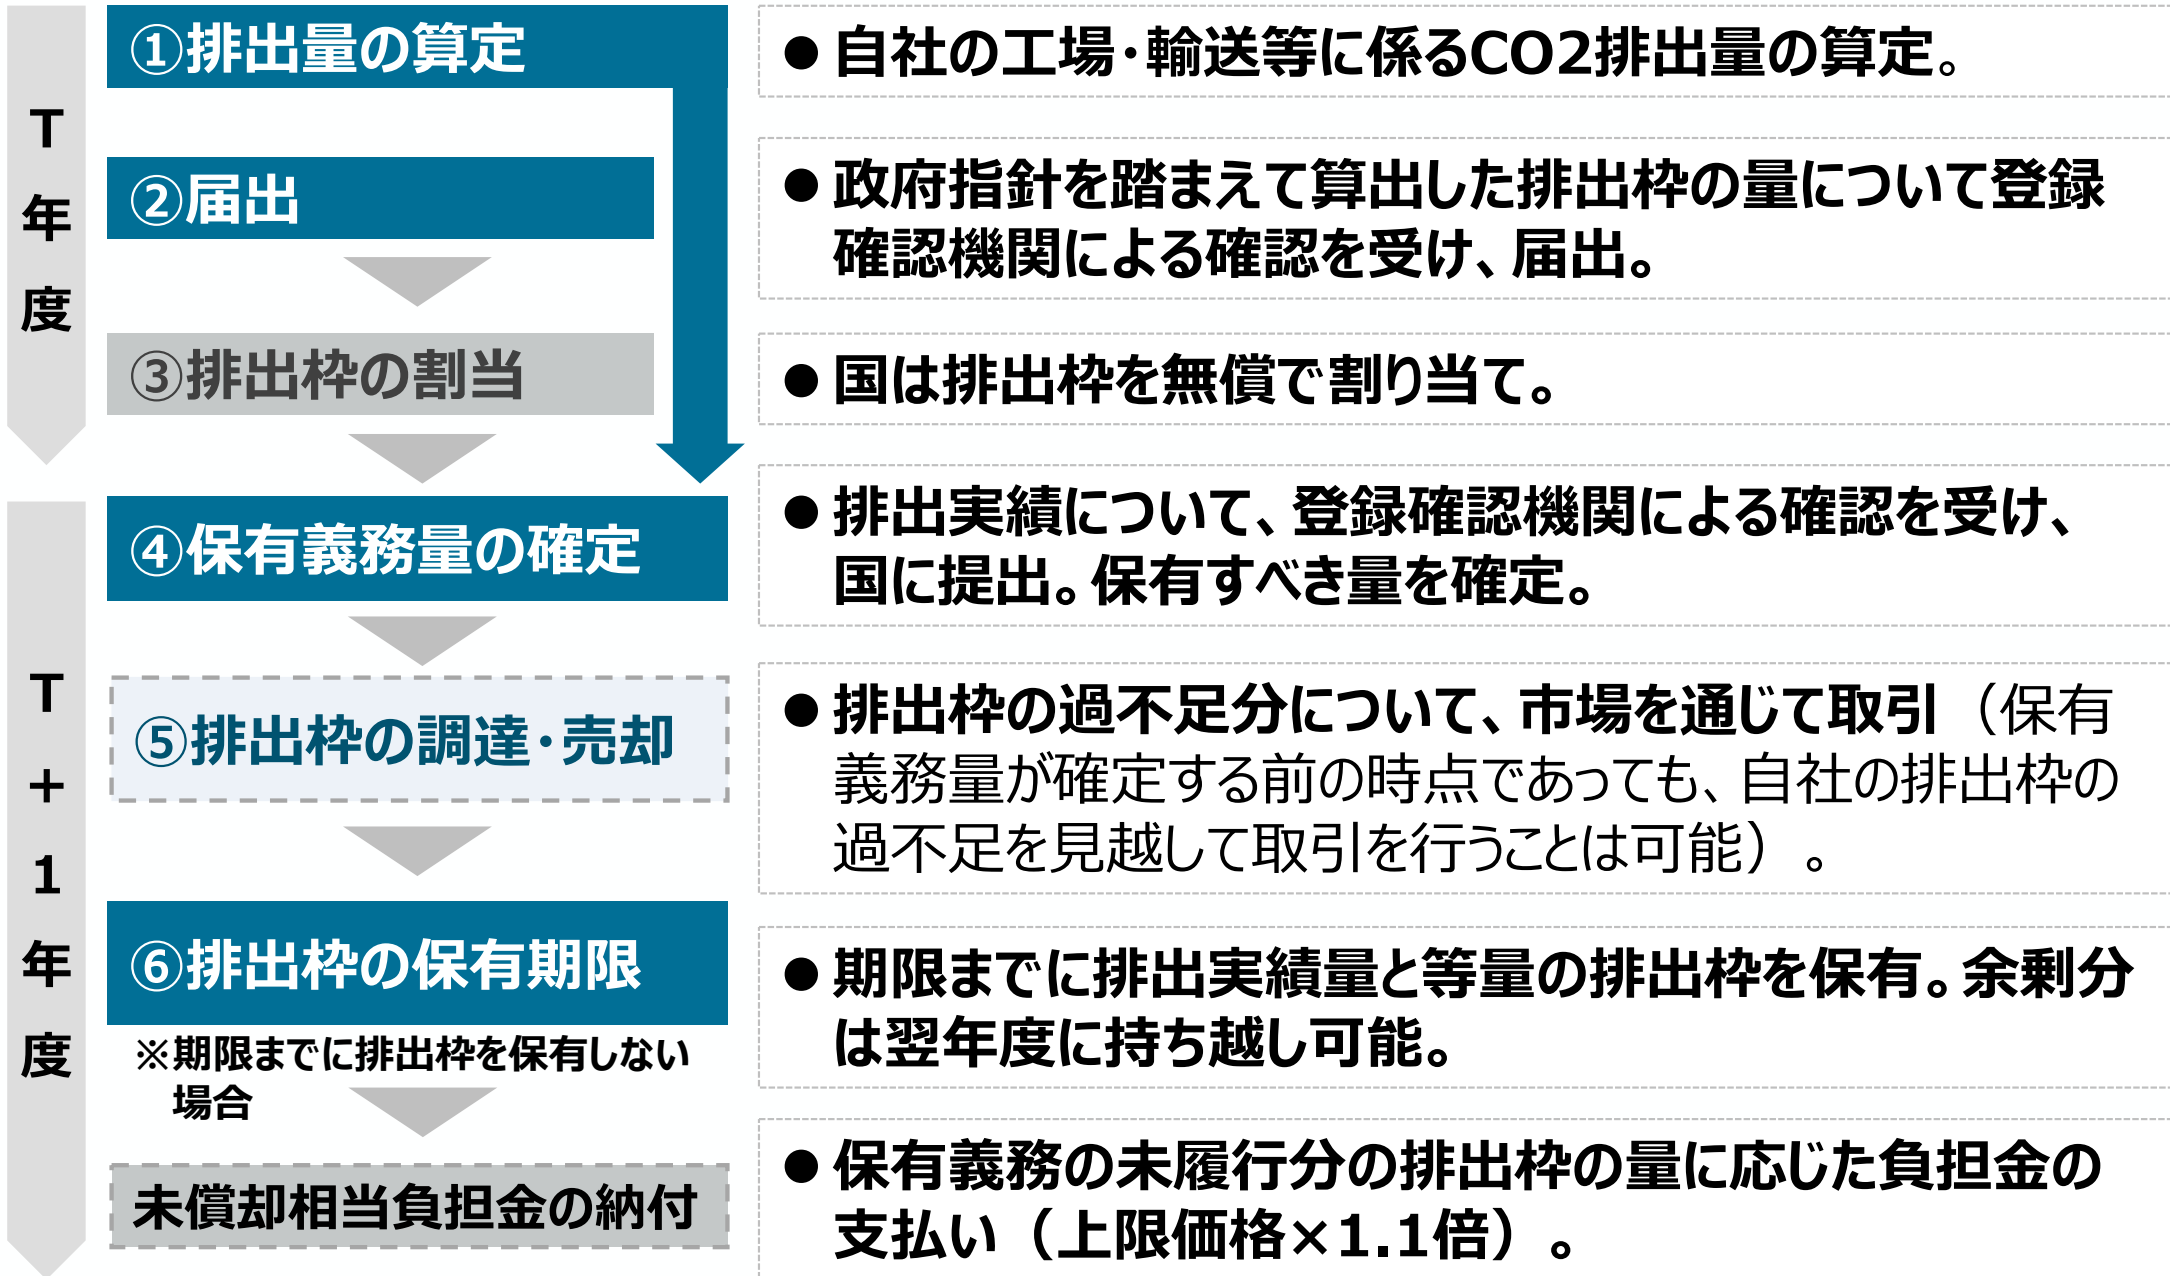 T年度
①排出量の算定
●自社の工場・輸送等に係るCO2排出量の算定。
②届出
●政府指針を踏まえて算出した排出枠の量について登録
確認機関による確認を受け、届出。
③排出枠の割当
●国は排出枠を無償で割り当て。
T+1年度
④保有義務量の確定
●排出実績について、登録確認機関による確認を受け、
国に提出。保有すべき量を確定。
⑤排出枠の調達・売却
●排出枠の過不足分について、市場を通じて取引（保有
義務量が確定する前の時点であっても、自社の排出枠の
過不足を見越して取引を行うことは可能）。
⑥排出枠の保有期限
●期限までに排出実績量と等量の排出枠を保有。余剰分
は翌年度に持ち越し可能。
※期限までに排出枠を保有しない
場合
未償却相当負担金の納付
●保有義務の未履行分の排出枠の量に応じた負担金の
支払い（上限価格×1.1倍）。